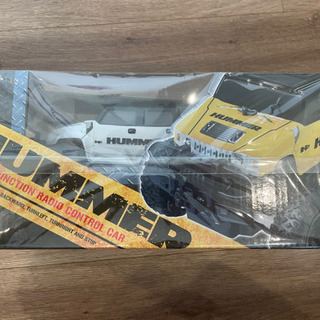 HUMMER
HUMMER
HUMMER
FUNCTION RADIO CONTROL CAR
BACKWARD, TURN LEFT, TURN RIGHT AND STOP